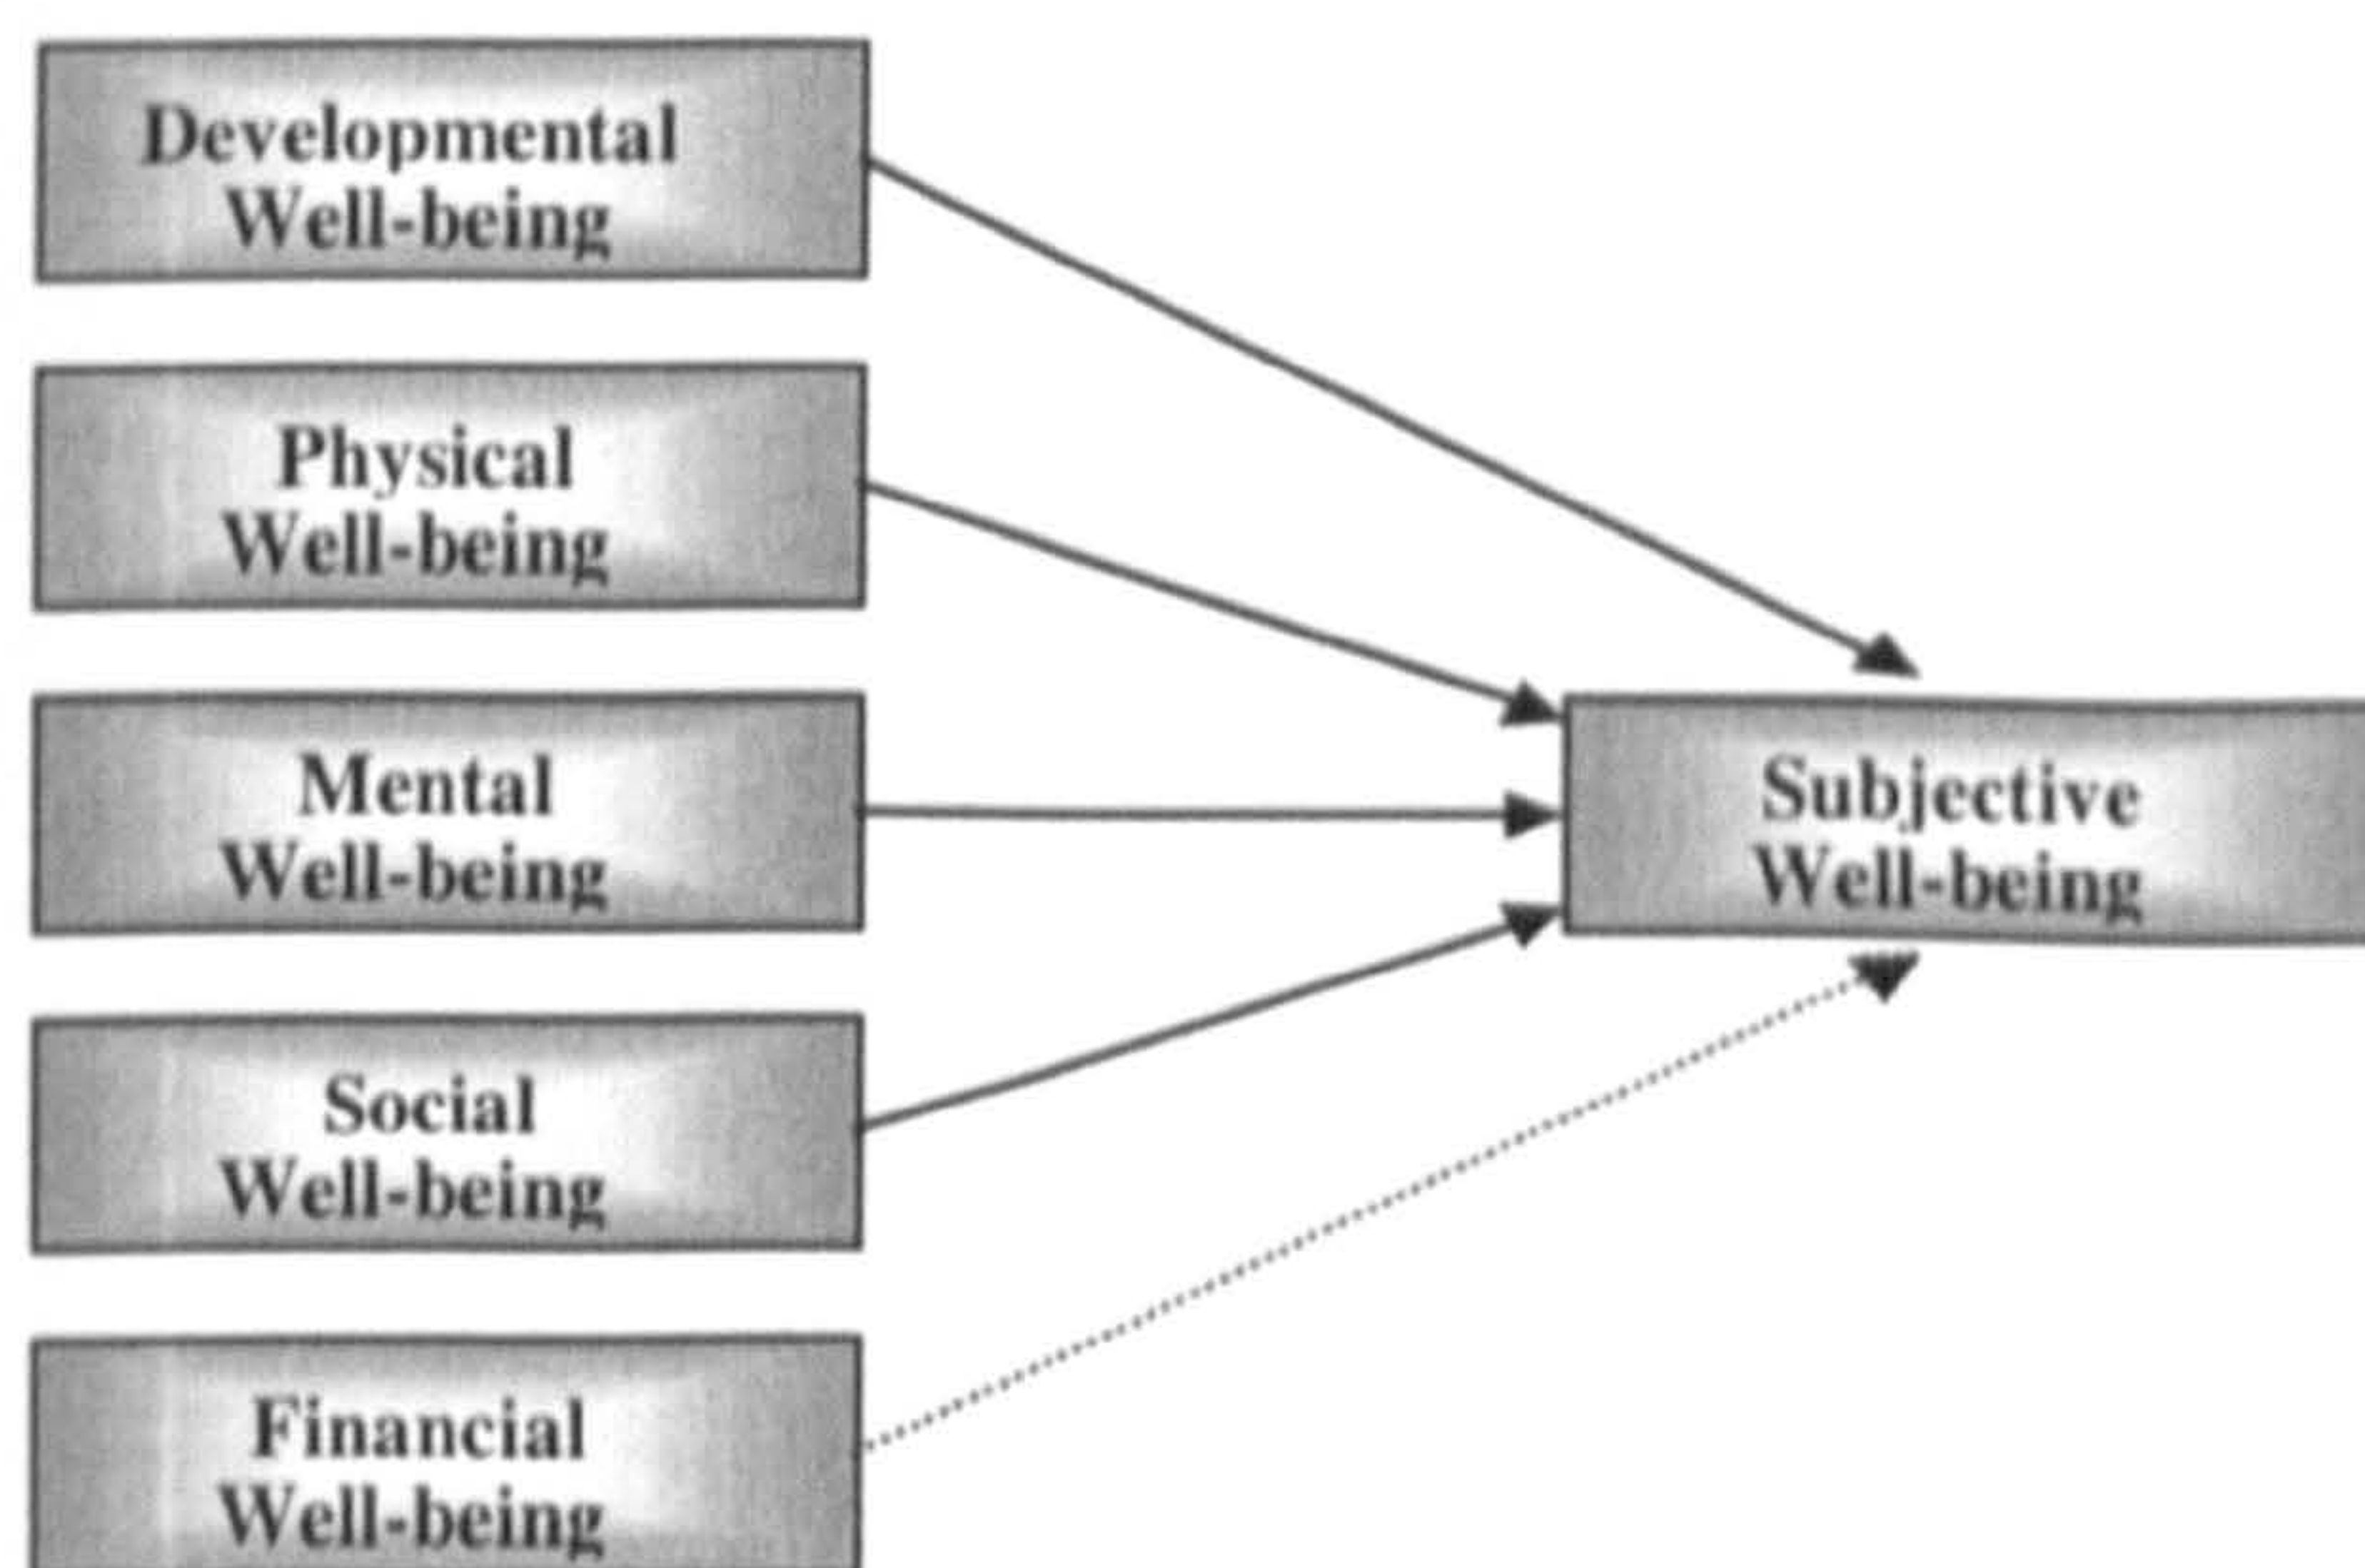 Developmental
Well-being
Physical
Well-being
Mental
Well-being
Subjective
Well-being
Social
Well-being
Financial
Well-being